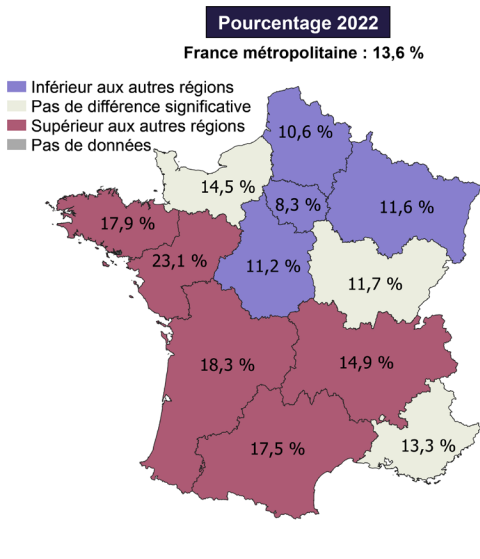 Pourcentage 2022
France métropolitaine : 13,6 %
Inférieur aux autres régions
Pas de différence significative
Supérieur aux autres régions
Pas de données
10,6 %
14,5 %
8,3 %
11,6 %
17,9 %
23,1 %
11,2 %
11,7 %
18,3 %
14,9 %
17,5 %
13,3 %